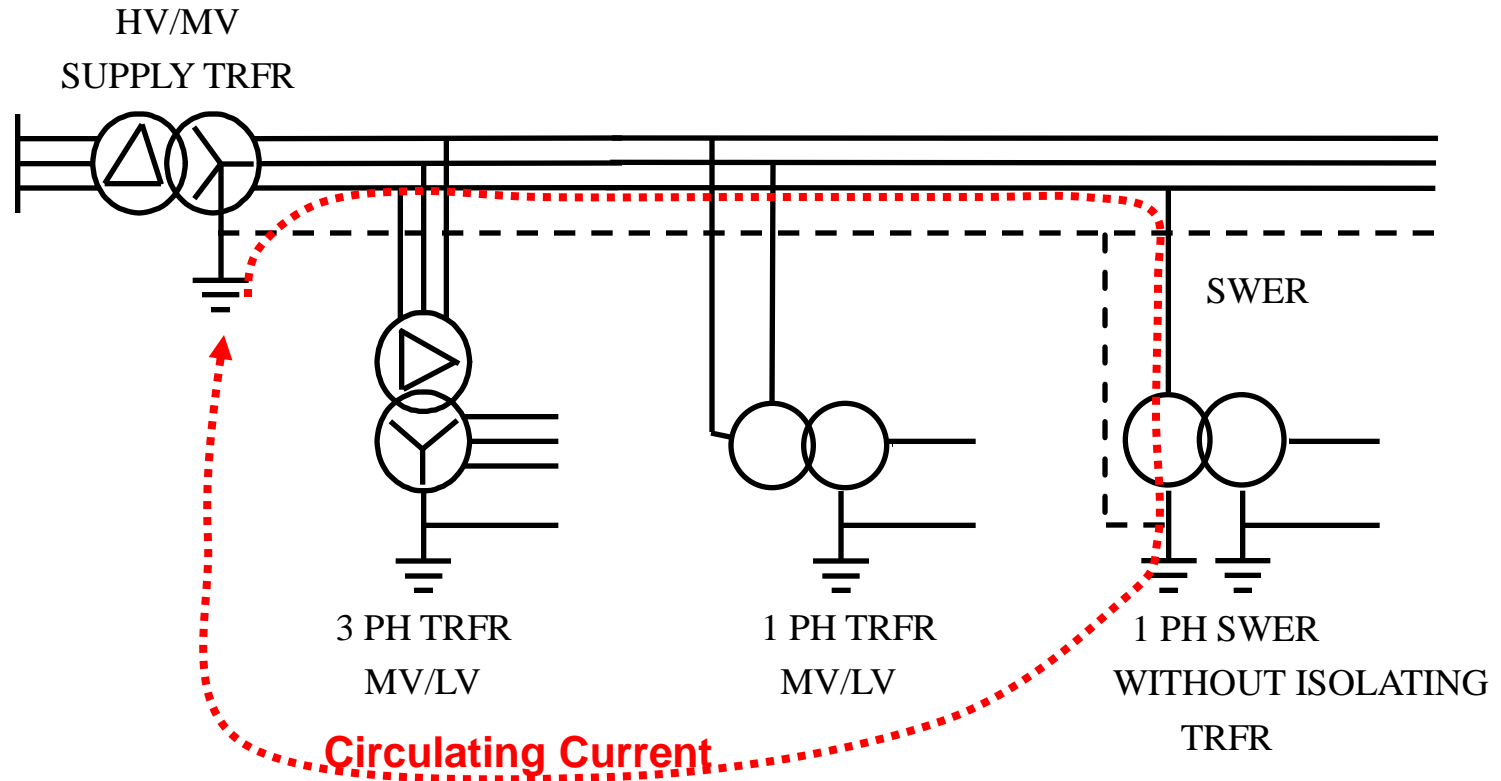 HV/MV
SUPPLY TRFR
SWER
3 PH TRFR
MV/LV
1 PH TRFR
MV/LV
1 PH SWER
WITHOUT ISOLATING
TRFR
Circulating Current